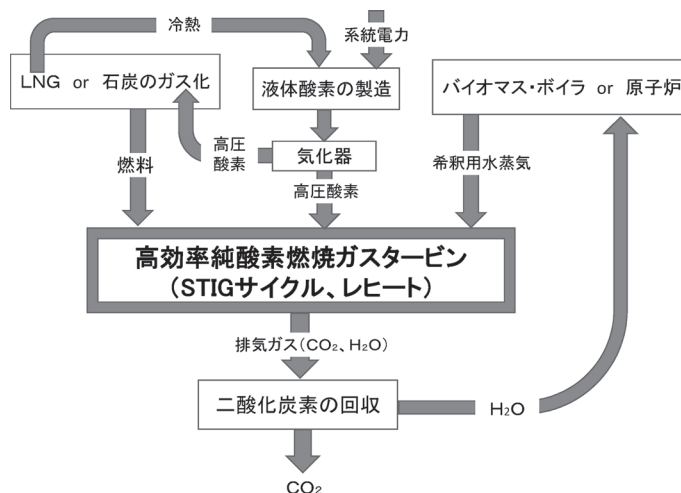 冷熱
系統電力
LNG or 石炭のガス化
液体酸素の製造
バイオマス・ボイラ or 原子炉
高圧
酸素
気化器
燃料
高圧酸素
希釈用水蒸気
高効率純酸素燃焼ガスタービン
（STIGサイクル、レヒート）
排気ガス（CO₂、H₂O）
二酸化炭素の回収
H₂O
CO₂